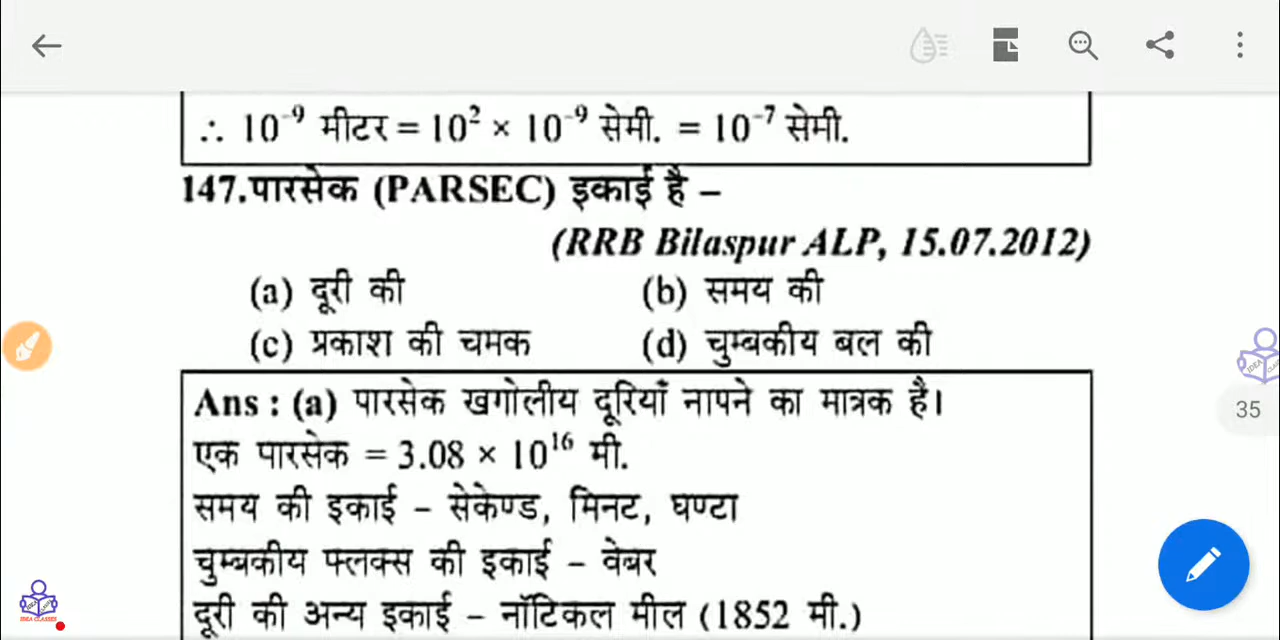 ∴ 10⁻⁹ मीटर = 10² × 10⁻⁹ सेमी. = 10⁻⁷ सेमी.
147.पारसेक (PARSEC) इकाई है –
(RRB Bilaspur ALP, 15.07.2012)
(a) दूरी की (b) समय की
(c) प्रकाश की चमक (d) चुम्बकीय बल की
Ans : (a) पारसेक खगोलीय दूरियाँ नापने का मात्रक है।
35
एक पारसेक = 3.08 × 10¹⁶ मी.
समय की इकाई – सेकेण्ड, मिनट, घण्टा
चुम्बकीय फ्लक्स की इकाई – वेबर
दूरी की अन्य इकाई – नॉटिकल मील (1852 मी.)
IDEA CLASSES